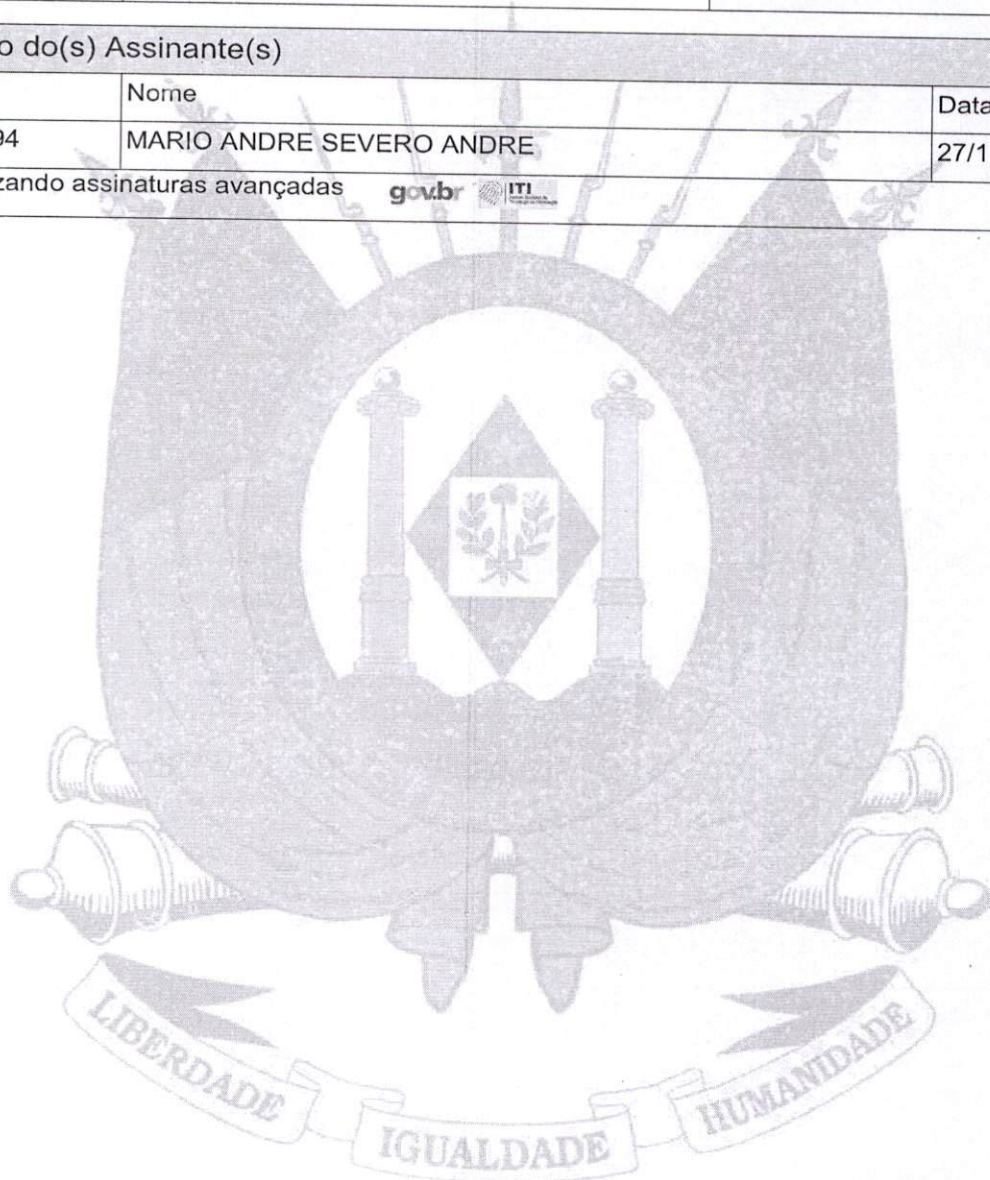 o do(s) Assinante(s)
Nome Data
94 MARIO ANDRE SEVERO ANDRE 27/1
zando assinaturas avançadas gov.br ITI
LIBERDADE
IGUALDADE
HUMANIDADE